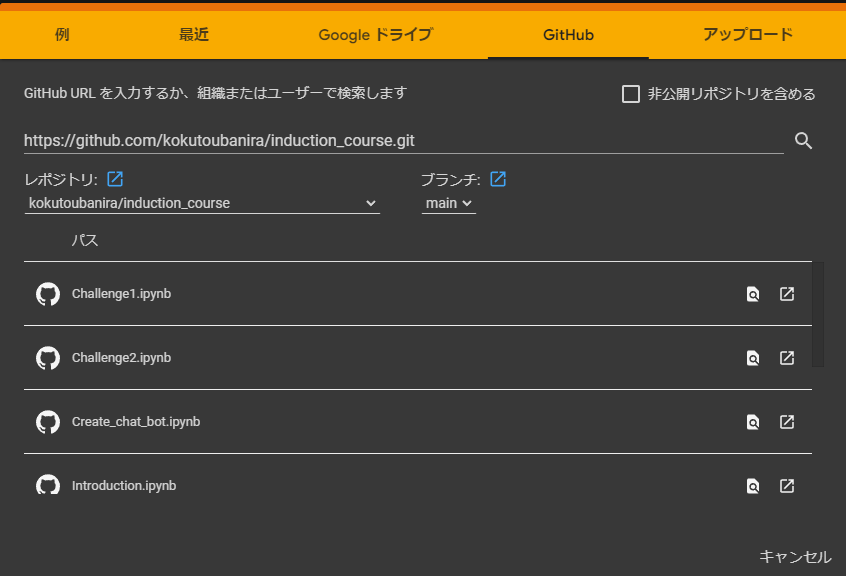 例 最近 Google ドライブ GitHub アップロード
GitHub URL を入力するか、組織またはユーザーで検索します 非公開リポジトリを含める
https://github.com/kokutoubanira/induction_course.git
レポジトリ: ブランチ:
kokutoubanira/induction_course main
パス
Challenge1.ipynb
Challenge2.ipynb
Create_chat_bot.ipynb
Introduction.ipynb
キャンセル